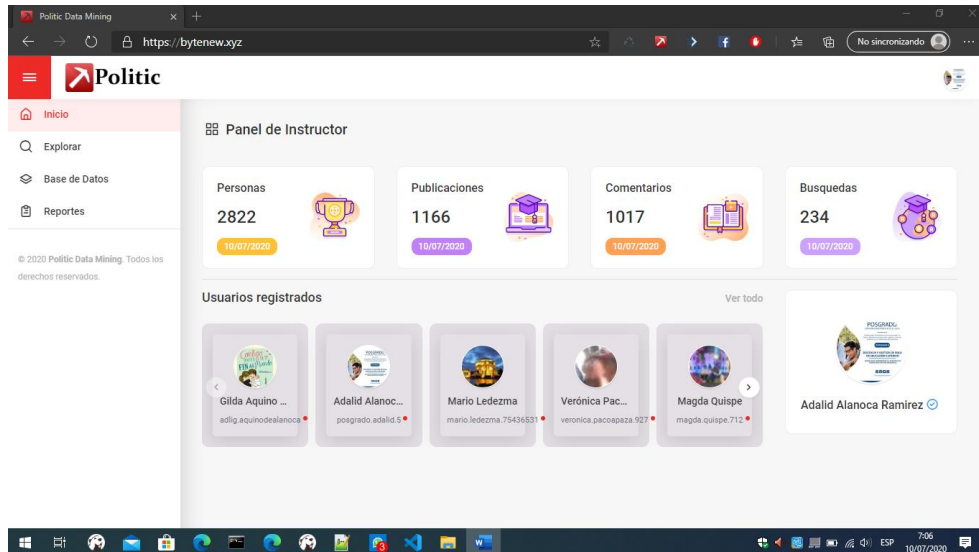 Politic Data Mining
https://bytenew.xyz
No sincronizando
Politic
Inicio
Explorar
Base de Datos
Reportes
© 2020 Politic Data Mining. Todos los
derechos reservados.
Panel de Instructor
Personas
2822
10/07/2020
Publicaciones
1166
10/07/2020
Comentarios
1017
10/07/2020
Busquedas
234
10/07/2020
Usuarios registrados
Ver todo
Gilda Aquino ...
adlig.aquinodealanoca
Adalid Alanoc...
posgrado.adalid.5
Mario Ledezma
mario.ledezma.75436531
Verónica Pac...
veronica.pacoapaza.927
Magda Quispe
magda.quispe.712
POSGRADO
Adalid Alanoca Ramirez
3
ESP
7:06
10/07/2020